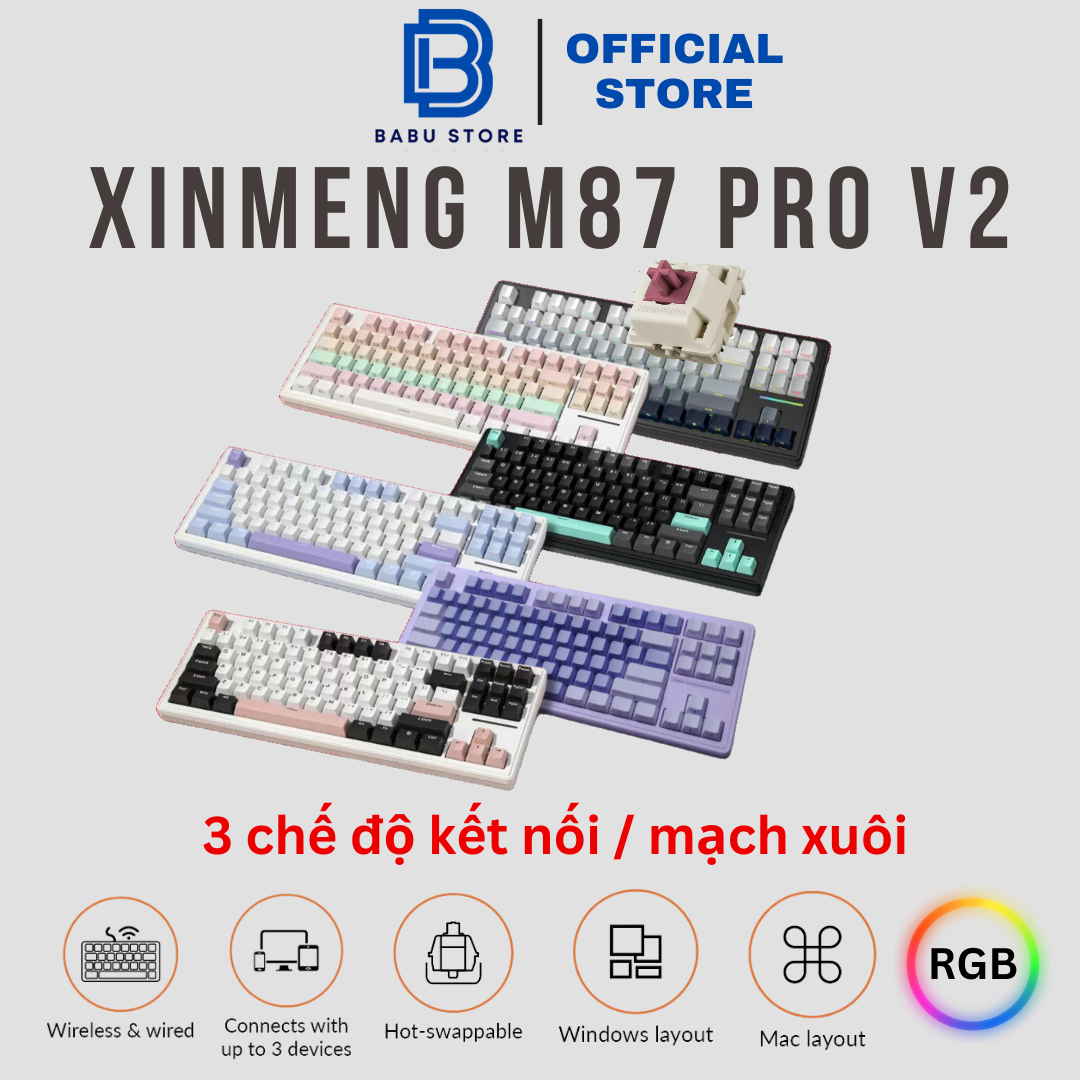 BABU STORE
OFFICIAL
STORE
XINMENG M87 PRO V2
3 chế độ kết nối / mạch xuôi
RGB
Wireless & wired
Connects with
up to 3 devices
Hot-swappable
Windows layout
Mac layout